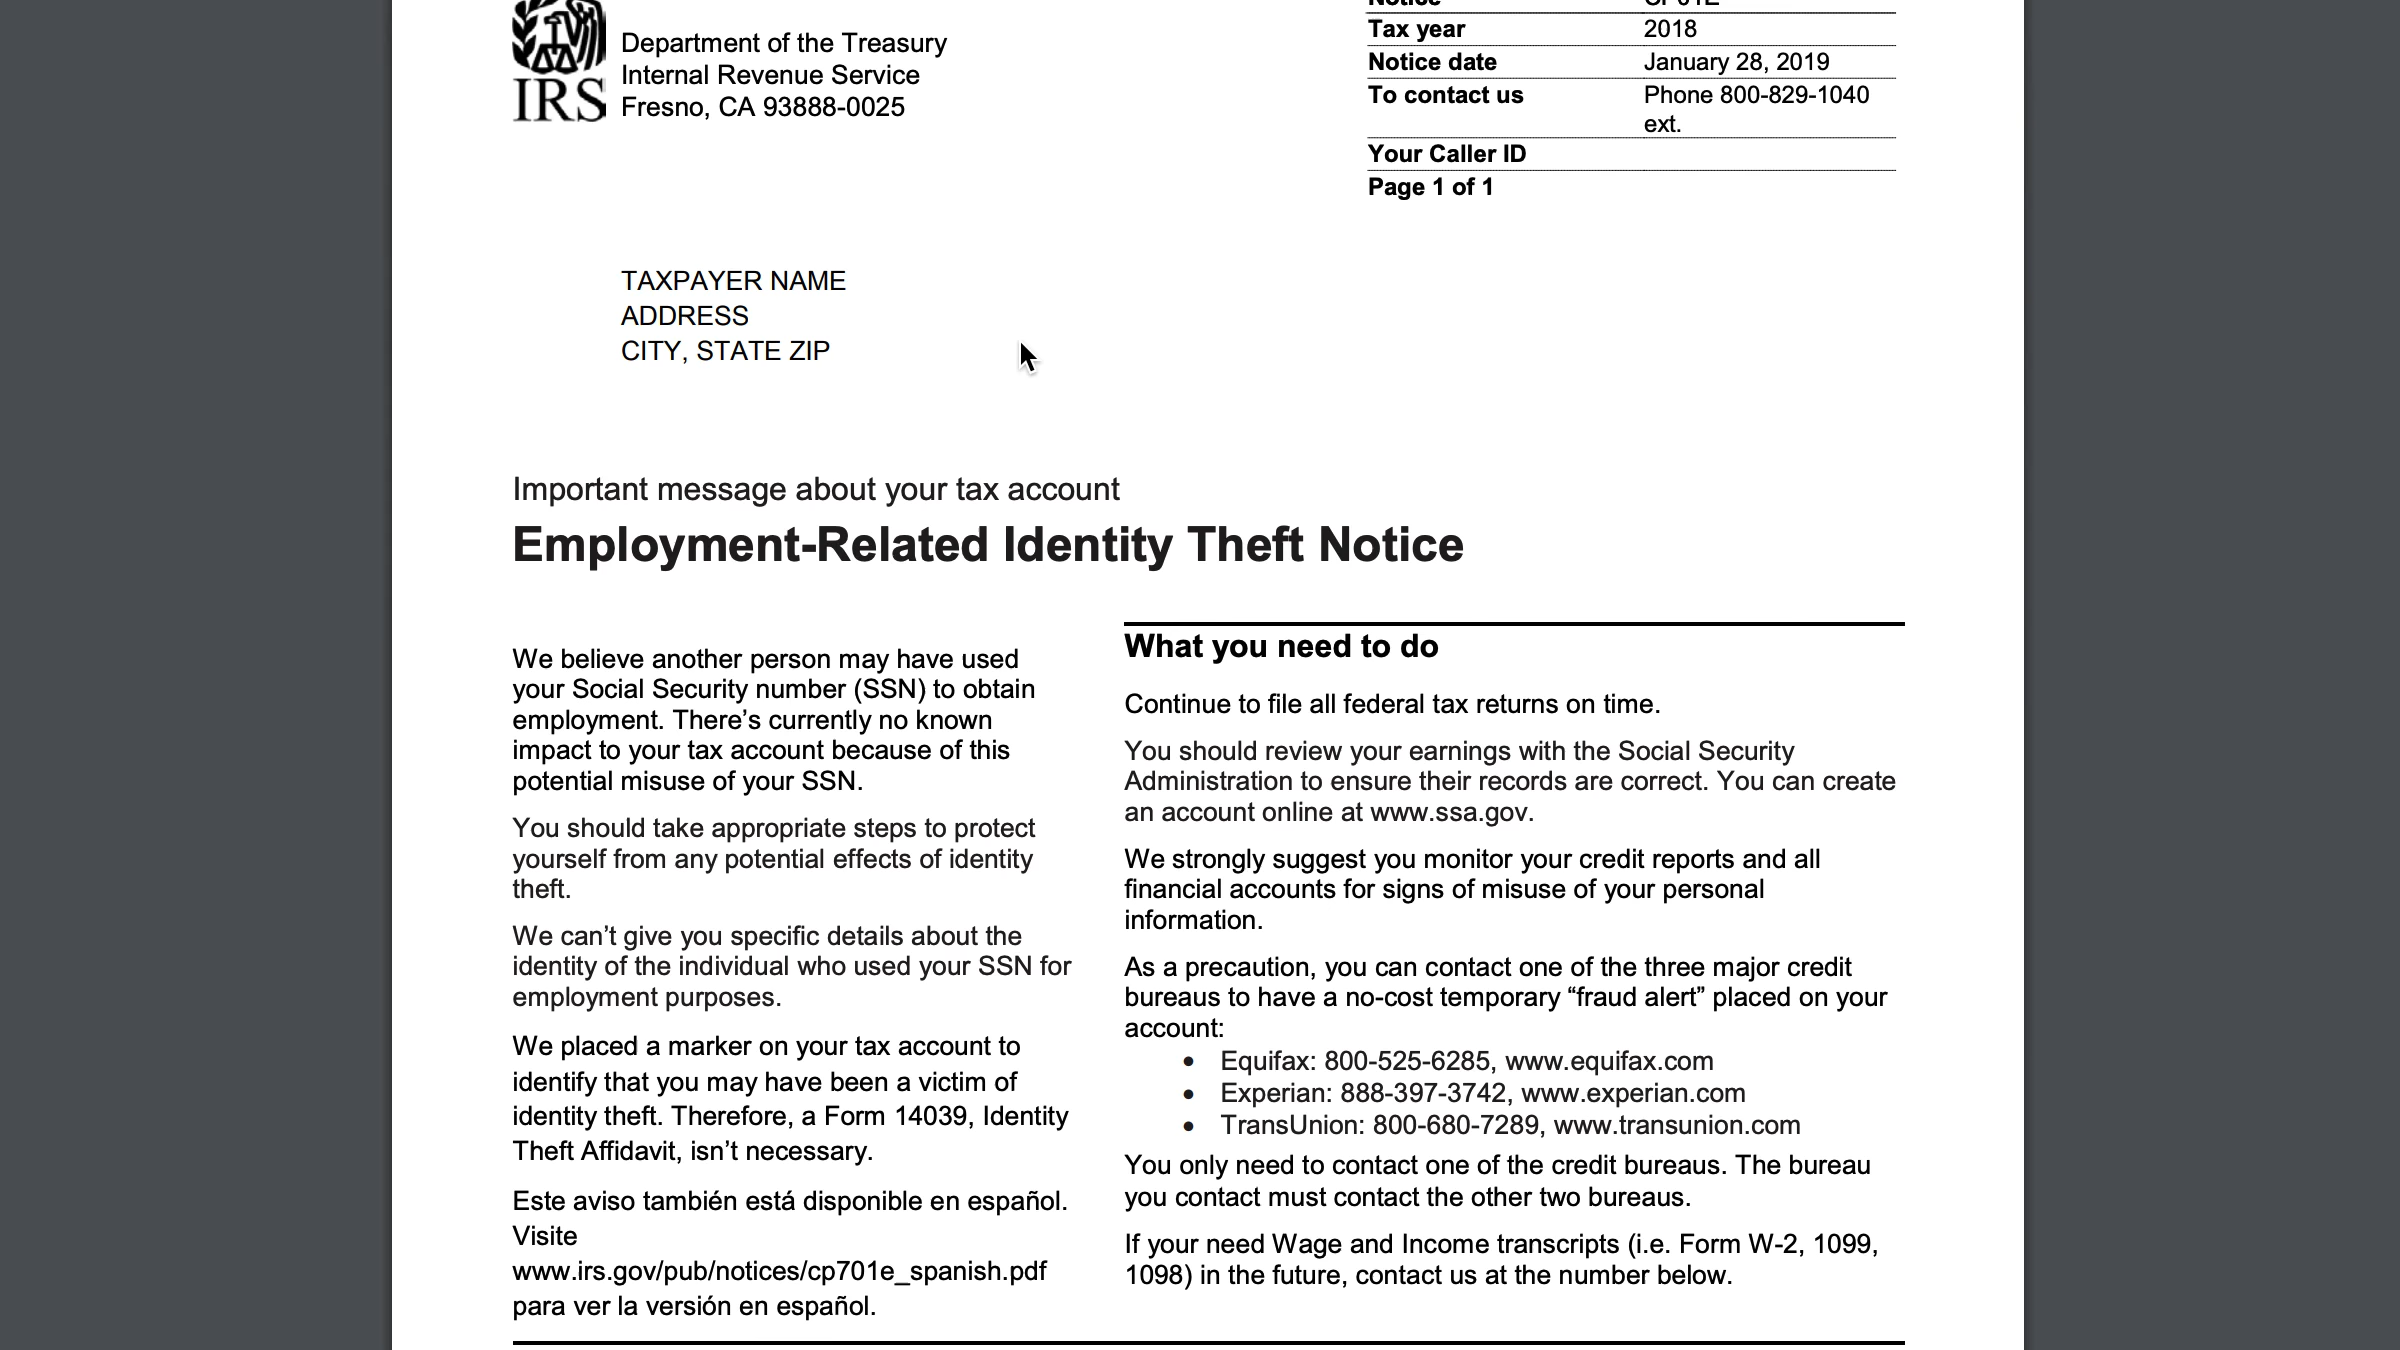 Notice CP01E
Department of the Treasury
Internal Revenue Service
Fresno, CA 93888-0025
IRS
Tax year 2018
Notice date January 28, 2019
To contact us Phone 800-829-1040
ext.
Your Caller ID
Page 1 of 1
TAXPAYER NAME
ADDRESS
CITY, STATE ZIP
Important message about your tax account
Employment-Related Identity Theft Notice
We believe another person may have used
your Social Security number (SSN) to obtain
employment. There’s currently no known
impact to your tax account because of this
potential misuse of your SSN.
You should take appropriate steps to protect
yourself from any potential effects of identity
theft.
We can’t give you specific details about the
identity of the individual who used your SSN for
employment purposes.
We placed a marker on your tax account to
identify that you may have been a victim of
identity theft. Therefore, a Form 14039, Identity
Theft Affidavit, isn’t necessary.
Este aviso también está disponible en español.
Visite
www.irs.gov/pub/notices/cp701e_spanish.pdf
para ver la versión en español.
What you need to do
Continue to file all federal tax returns on time.
You should review your earnings with the Social Security
Administration to ensure their records are correct. You can create
an account online at www.ssa.gov.
We strongly suggest you monitor your credit reports and all
financial accounts for signs of misuse of your personal
information.
As a precaution, you can contact one of the three major credit
bureaus to have a no-cost temporary “fraud alert” placed on your
account:
• Equifax: 800-525-6285, www.equifax.com
• Experian: 888-397-3742, www.experian.com
• TransUnion: 800-680-7289, www.transunion.com
You only need to contact one of the credit bureaus. The bureau
you contact must contact the other two bureaus.
If your need Wage and Income transcripts (i.e. Form W-2, 1099,
1098) in the future, contact us at the number below.